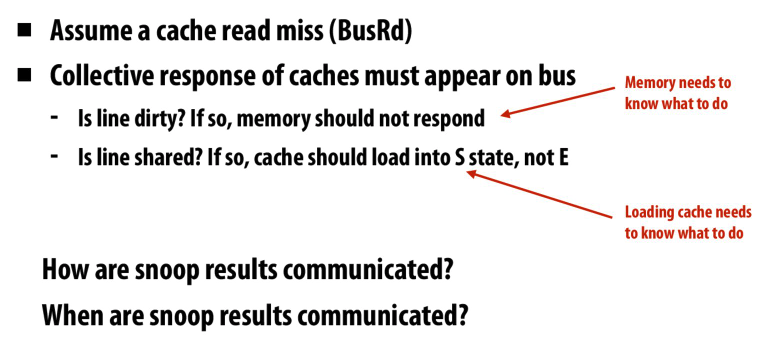 ■ Assume a cache read miss (BusRd)
■ Collective response of caches must appear on bus
Memory needs to
know what to do
- Is line dirty? If so, memory should not respond
- Is line shared? If so, cache should load into S state, not E
Loading cache needs
to know what to do
How are snoop results communicated?
When are snoop results communicated?